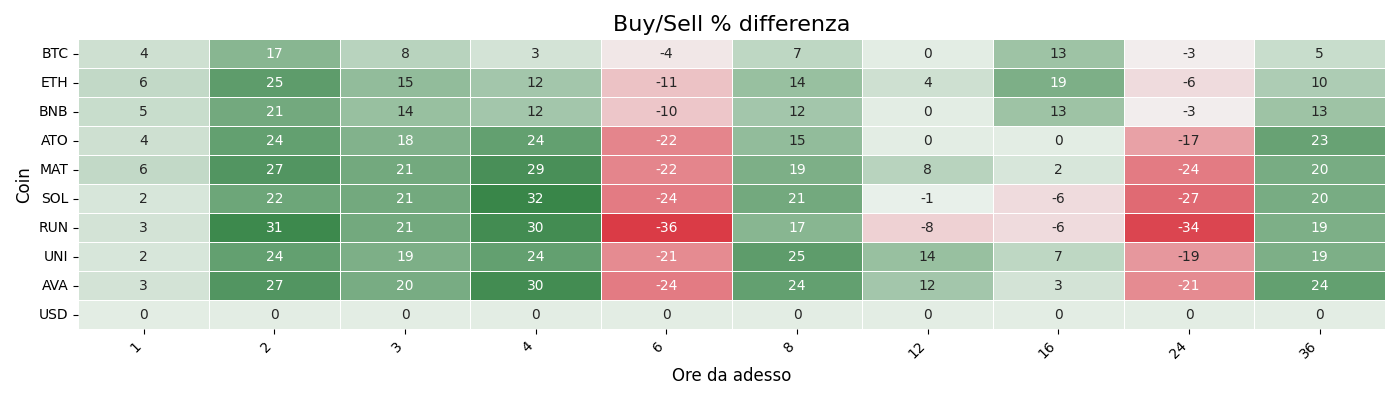 Buy/Sell % differenza
Coin
BTC 4 17 8 3 -4 7 0 13 -3 5
ETH 6 25 15 12 -11 14 4 19 -6 10
BNB 5 21 14 12 -10 12 0 13 -3 13
ATO 4 24 18 24 -22 15 0 0 -17 23
MAT 6 27 21 29 -22 19 8 2 -24 20
SOL 2 22 21 32 -24 21 -1 -6 -27 20
RUN 3 31 21 30 -36 17 -8 -6 -34 19
UNI 2 24 19 24 -21 25 14 7 -19 19
AVA 3 27 20 30 -24 24 12 3 -21 24
USD 0 0 0 0 0 0 0 0 0 0
1 2 3 4 6 8 12 16 24 36
Ore da adesso